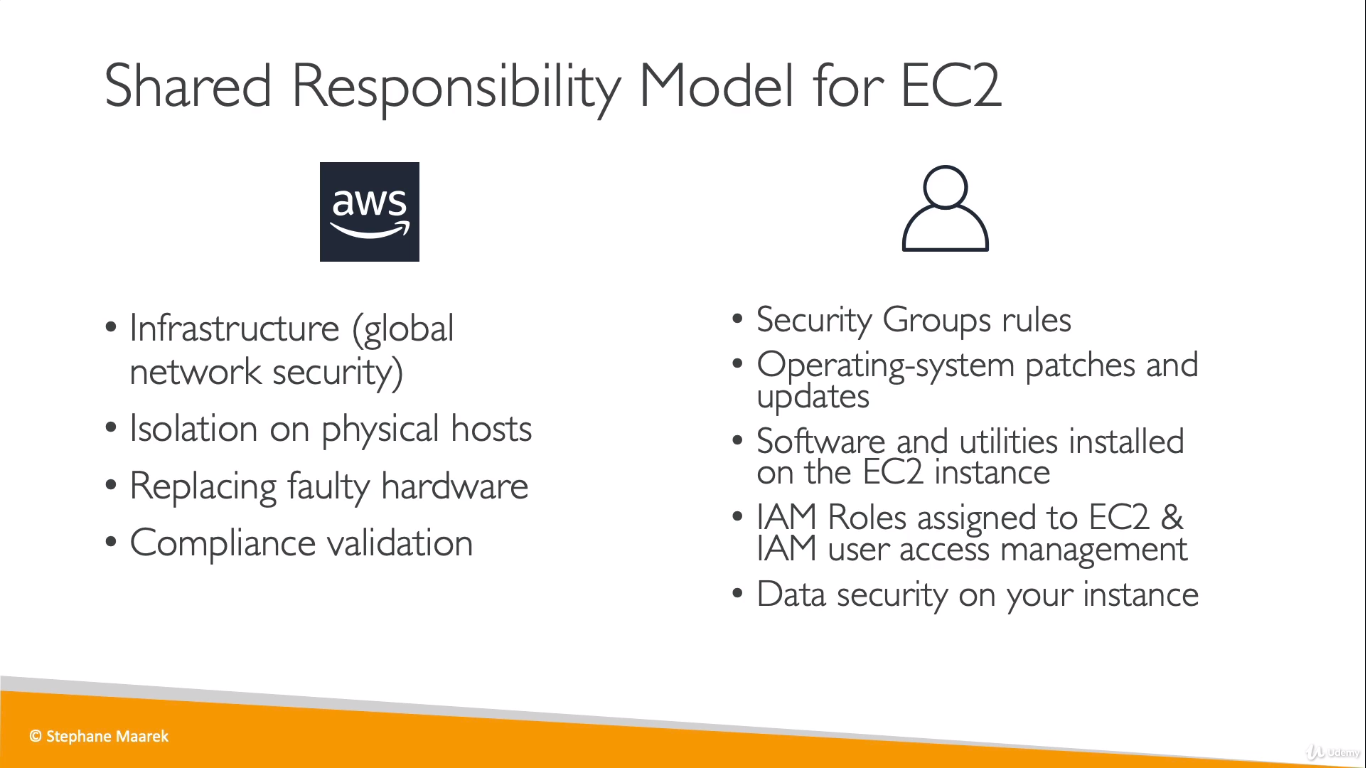 Shared Responsibility Model for EC2
aws
• Infrastructure (global
network security)
• Isolation on physical hosts
• Replacing faulty hardware
• Compliance validation
• Security Groups rules
• Operating-system patches and
updates
• Software and utilities installed
on the EC2 instance
• IAM Roles assigned to EC2 &
IAM user access management
• Data security on your instance
© Stephane Maarek
Udemy